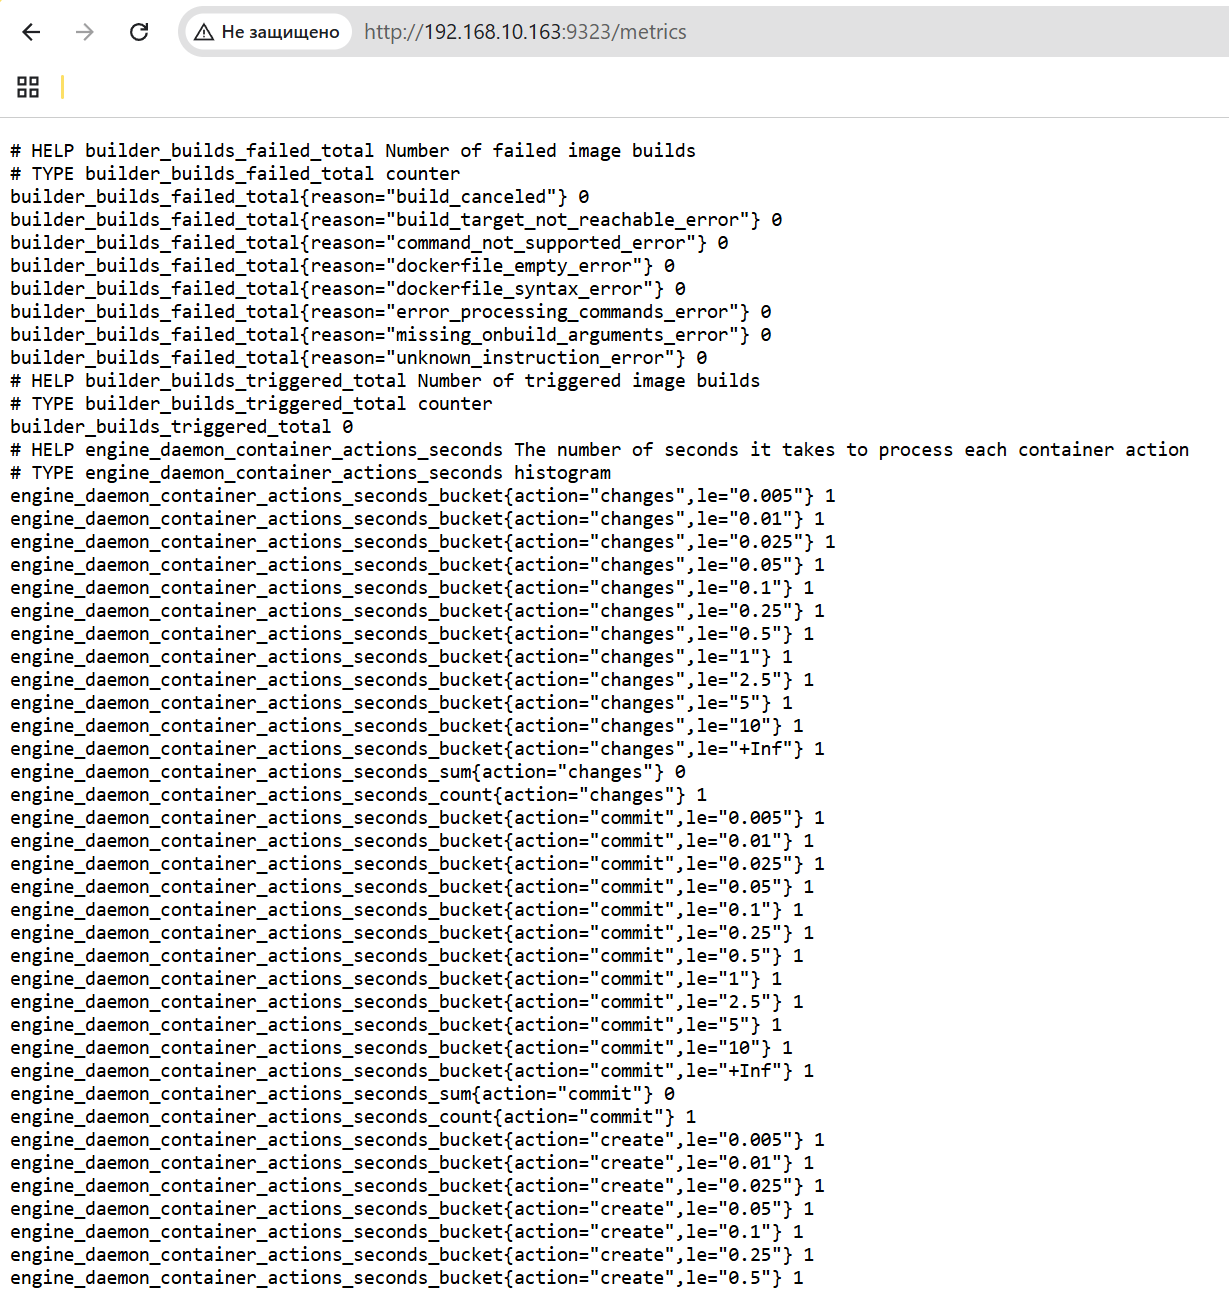 Не защищено http://192.168.10.163:9323/metrics
# HELP builder_builds_failed_total Number of failed image builds
# TYPE builder_builds_failed_total counter
builder_builds_failed_total{reason="build_canceled"} 0
builder_builds_failed_total{reason="build_target_not_reachable_error"} 0
builder_builds_failed_total{reason="command_not_supported_error"} 0
builder_builds_failed_total{reason="dockerfile_empty_error"} 0
builder_builds_failed_total{reason="dockerfile_syntax_error"} 0
builder_builds_failed_total{reason="error_processing_commands_error"} 0
builder_builds_failed_total{reason="missing_onbuild_arguments_error"} 0
builder_builds_failed_total{reason="unknown_instruction_error"} 0
# HELP builder_builds_triggered_total Number of triggered image builds
# TYPE builder_builds_triggered_total counter
builder_builds_triggered_total 0
# HELP engine_daemon_container_actions_seconds The number of seconds it takes to process each container action
# TYPE engine_daemon_container_actions_seconds histogram
engine_daemon_container_actions_seconds_bucket{action="changes",le="0.005"} 1
engine_daemon_container_actions_seconds_bucket{action="changes",le="0.01"} 1
engine_daemon_container_actions_seconds_bucket{action="changes",le="0.025"} 1
engine_daemon_container_actions_seconds_bucket{action="changes",le="0.05"} 1
engine_daemon_container_actions_seconds_bucket{action="changes",le="0.1"} 1
engine_daemon_container_actions_seconds_bucket{action="changes",le="0.25"} 1
engine_daemon_container_actions_seconds_bucket{action="changes",le="0.5"} 1
engine_daemon_container_actions_seconds_bucket{action="changes",le="1"} 1
engine_daemon_container_actions_seconds_bucket{action="changes",le="2.5"} 1
engine_daemon_container_actions_seconds_bucket{action="changes",le="5"} 1
engine_daemon_container_actions_seconds_bucket{action="changes",le="10"} 1
engine_daemon_container_actions_seconds_bucket{action="changes",le="+Inf"} 1
engine_daemon_container_actions_seconds_sum{action="changes"} 0
engine_daemon_container_actions_seconds_count{action="changes"} 1
engine_daemon_container_actions_seconds_bucket{action="commit",le="0.005"} 1
engine_daemon_container_actions_seconds_bucket{action="commit",le="0.01"} 1
engine_daemon_container_actions_seconds_bucket{action="commit",le="0.025"} 1
engine_daemon_container_actions_seconds_bucket{action="commit",le="0.05"} 1
engine_daemon_container_actions_seconds_bucket{action="commit",le="0.1"} 1
engine_daemon_container_actions_seconds_bucket{action="commit",le="0.25"} 1
engine_daemon_container_actions_seconds_bucket{action="commit",le="0.5"} 1
engine_daemon_container_actions_seconds_bucket{action="commit",le="1"} 1
engine_daemon_container_actions_seconds_bucket{action="commit",le="2.5"} 1
engine_daemon_container_actions_seconds_bucket{action="commit",le="5"} 1
engine_daemon_container_actions_seconds_bucket{action="commit",le="10"} 1
engine_daemon_container_actions_seconds_bucket{action="commit",le="+Inf"} 1
engine_daemon_container_actions_seconds_sum{action="commit"} 0
engine_daemon_container_actions_seconds_count{action="commit"} 1
engine_daemon_container_actions_seconds_bucket{action="create",le="0.005"} 1
engine_daemon_container_actions_seconds_bucket{action="create",le="0.01"} 1
engine_daemon_container_actions_seconds_bucket{action="create",le="0.025"} 1
engine_daemon_container_actions_seconds_bucket{action="create",le="0.05"} 1
engine_daemon_container_actions_seconds_bucket{action="create",le="0.1"} 1
engine_daemon_container_actions_seconds_bucket{action="create",le="0.25"} 1
engine_daemon_container_actions_seconds_bucket{action="create",le="0.5"} 1